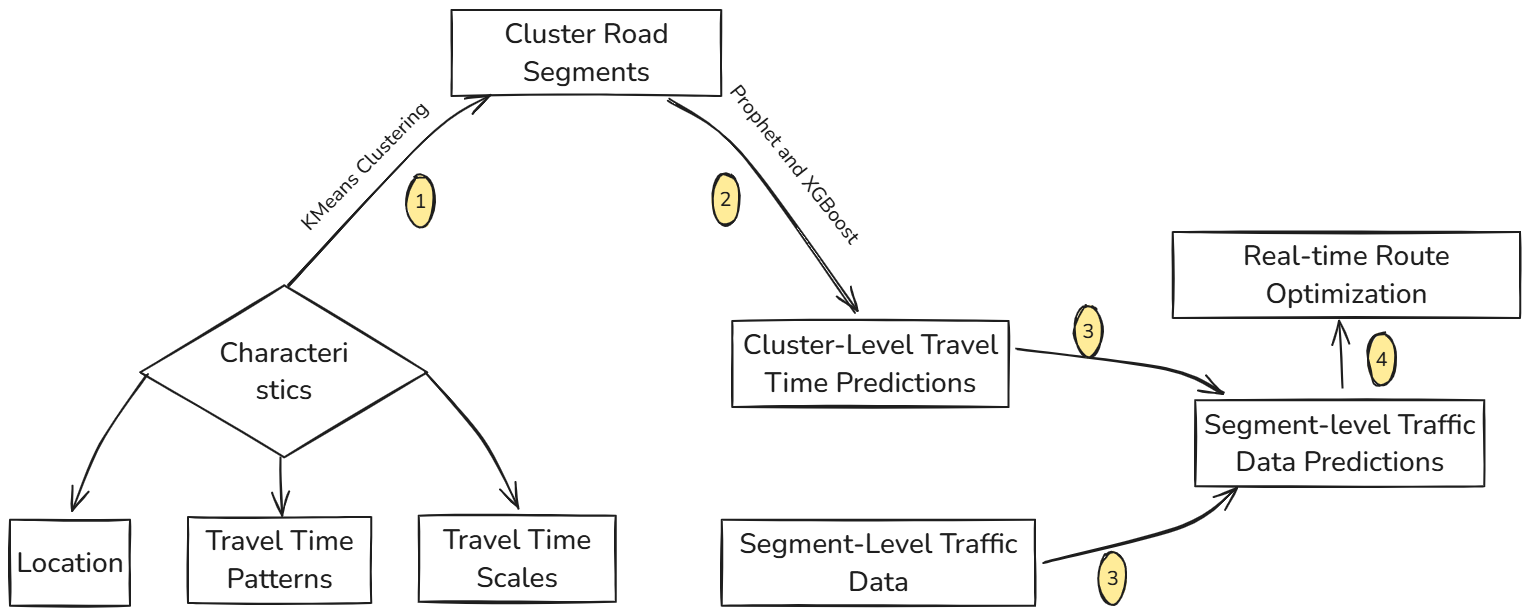 Cluster Road
Segments
KMeans Clustering
Prophet and XGBoost
1
2
Characteri
stics
Location
Travel Time
Patterns
Travel Time
Scales
Cluster-Level Travel
Time Predictions
3
Segment-Level Traffic
Data
3
Segment-level Traffic
Data Predictions
4
Real-time Route
Optimization